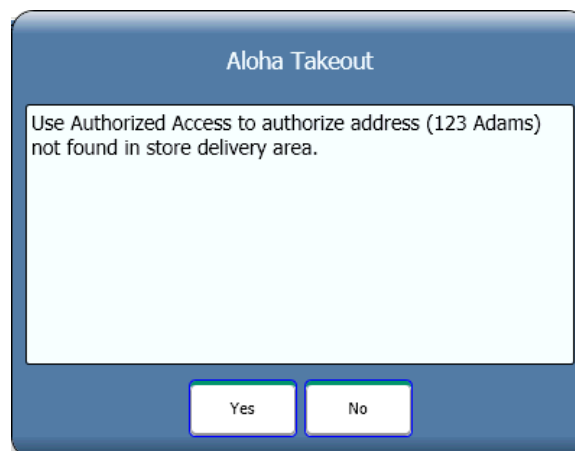 Aloha Takeout
Use Authorized Access to authorize address (123 Adams)
not found in store delivery area.
Yes
No